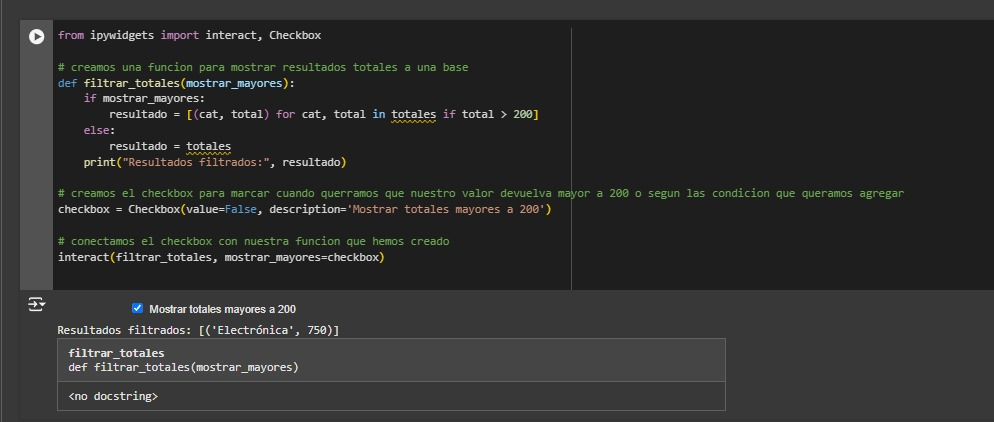 from ipywidgets import interact, Checkbox
# creamos una funcion para mostrar resultados totales a una base
def filtrar_totales(mostrar_mayores):
if mostrar_mayores:
resultado = [(cat, total) for cat, total in totales if total > 200]
else:
resultado = totales
print("Resultados filtrados:", resultado)
# creamos el checkbox para marcar cuando querramos que nuestro valor devuelva mayor a 200 o segun las condicion que queramos agregar
checkbox = Checkbox(value=False, description='Mostrar totales mayores a 200')
# conectamos el checkbox con nuestra funcion que hemos creado
interact(filtrar_totales, mostrar_mayores=checkbox)
Mostrar totales mayores a 200
Resultados filtrados: [('Electrónica', 750)]
filtrar_totales
def filtrar_totales(mostrar_mayores)
<no docstring>